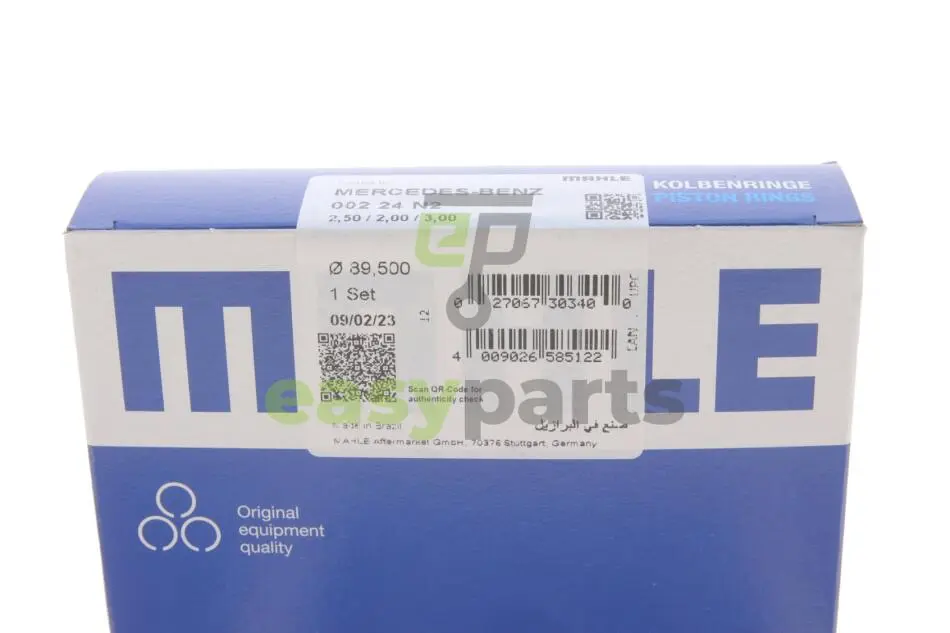 MAHLE
MERCEDES-BENZ
002 24 N2
2,50 / 2,00 / 3,00
KOLBENRINGE
PISTON RINGS
Ø 89,500
1 Set
09/02/23
12
0 27067 30340 0
UPC
4 009026 585122
EAN
Scan QR-Code for
authenticity check
Made in Brazil
صنع في البرازيل
MAHLE Aftermarket GmbH, 70376 Stuttgart, Germany
MAHLE
easyparts
Original
equipment
quality